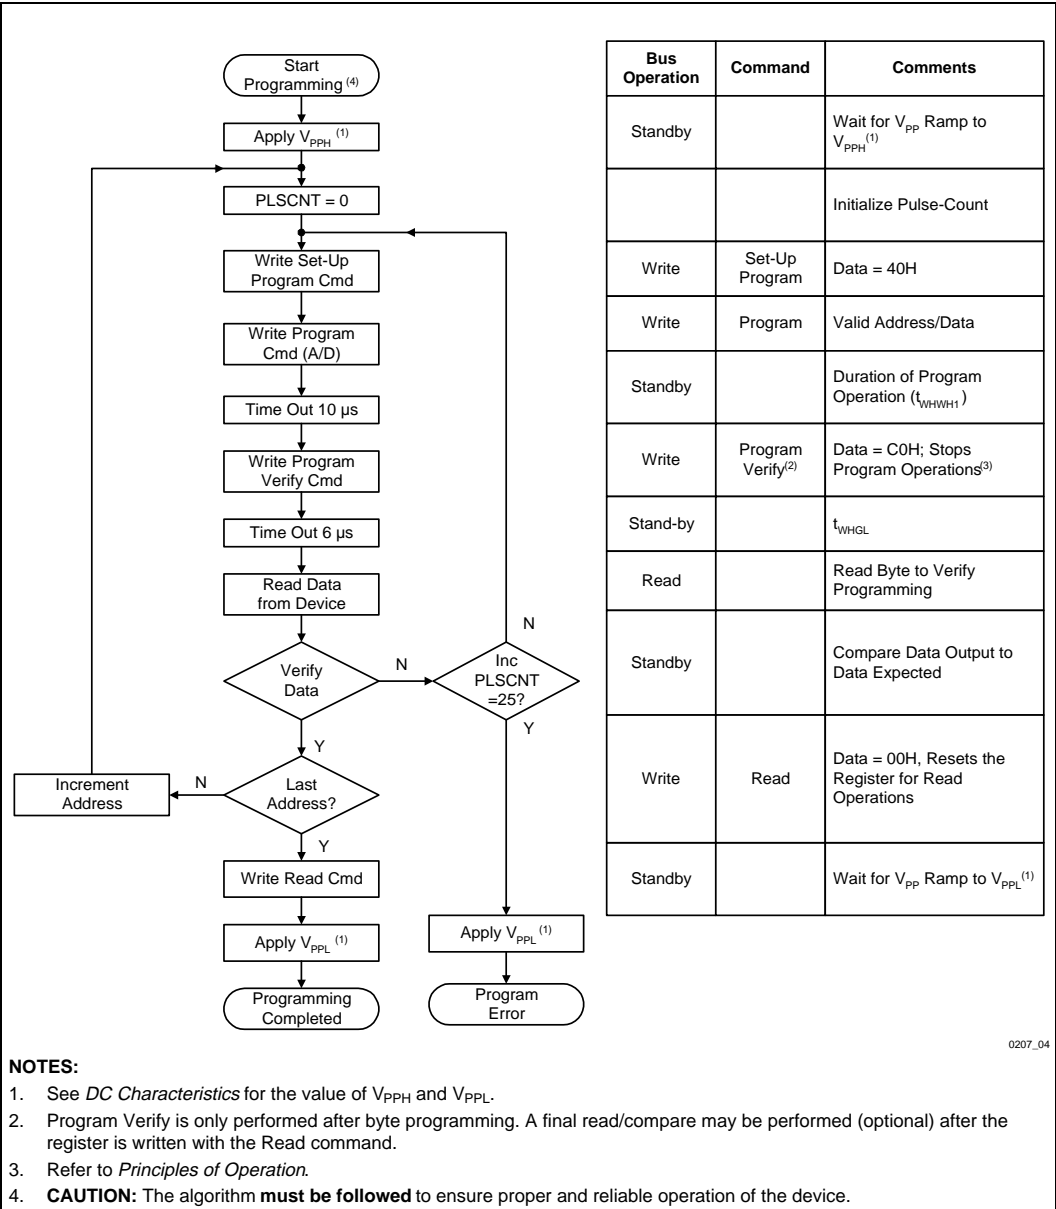 Start
Programming (4)
Apply VPPH (1)
PLSCNT = 0
Write Set-Up
Program Cmd
Write Program
Cmd (A/D)
Time Out 10 µs
Write Program
Verify Cmd
Time Out 6 µs
Read Data
from Device
Verify
Data
N
Inc
PLSCNT
=25?
N
Y
Y
Last
Address?
N
Increment
Address
Y
Write Read Cmd
Apply VPPL (1)
Programming
Completed
Apply VPPL (1)
Program
Error
Bus
Operation
Command
Comments
Standby
Wait for VPP Ramp to
VPPH(1)
Initialize Pulse-Count
Write
Set-Up
Program
Data = 40H
Write
Program
Valid Address/Data
Standby
Duration of Program
Operation (tWHWH1)
Write
Program
Verify(2)
Data = C0H; Stops
Program Operations(3)
Stand-by
tWHGL
Read
Read Byte to Verify
Programming
Standby
Compare Data Output to
Data Expected
Write
Read
Data = 00H, Resets the
Register for Read
Operations
Standby
Wait for VPP Ramp to VPPL(1)
0207_04
NOTES:
1. See DC Characteristics for the value of VPPH and VPPL.
2. Program Verify is only performed after byte programming. A final read/compare may be performed (optional) after the
register is written with the Read command.
3. Refer to Principles of Operation.
4. CAUTION: The algorithm must be followed to ensure proper and reliable operation of the device.